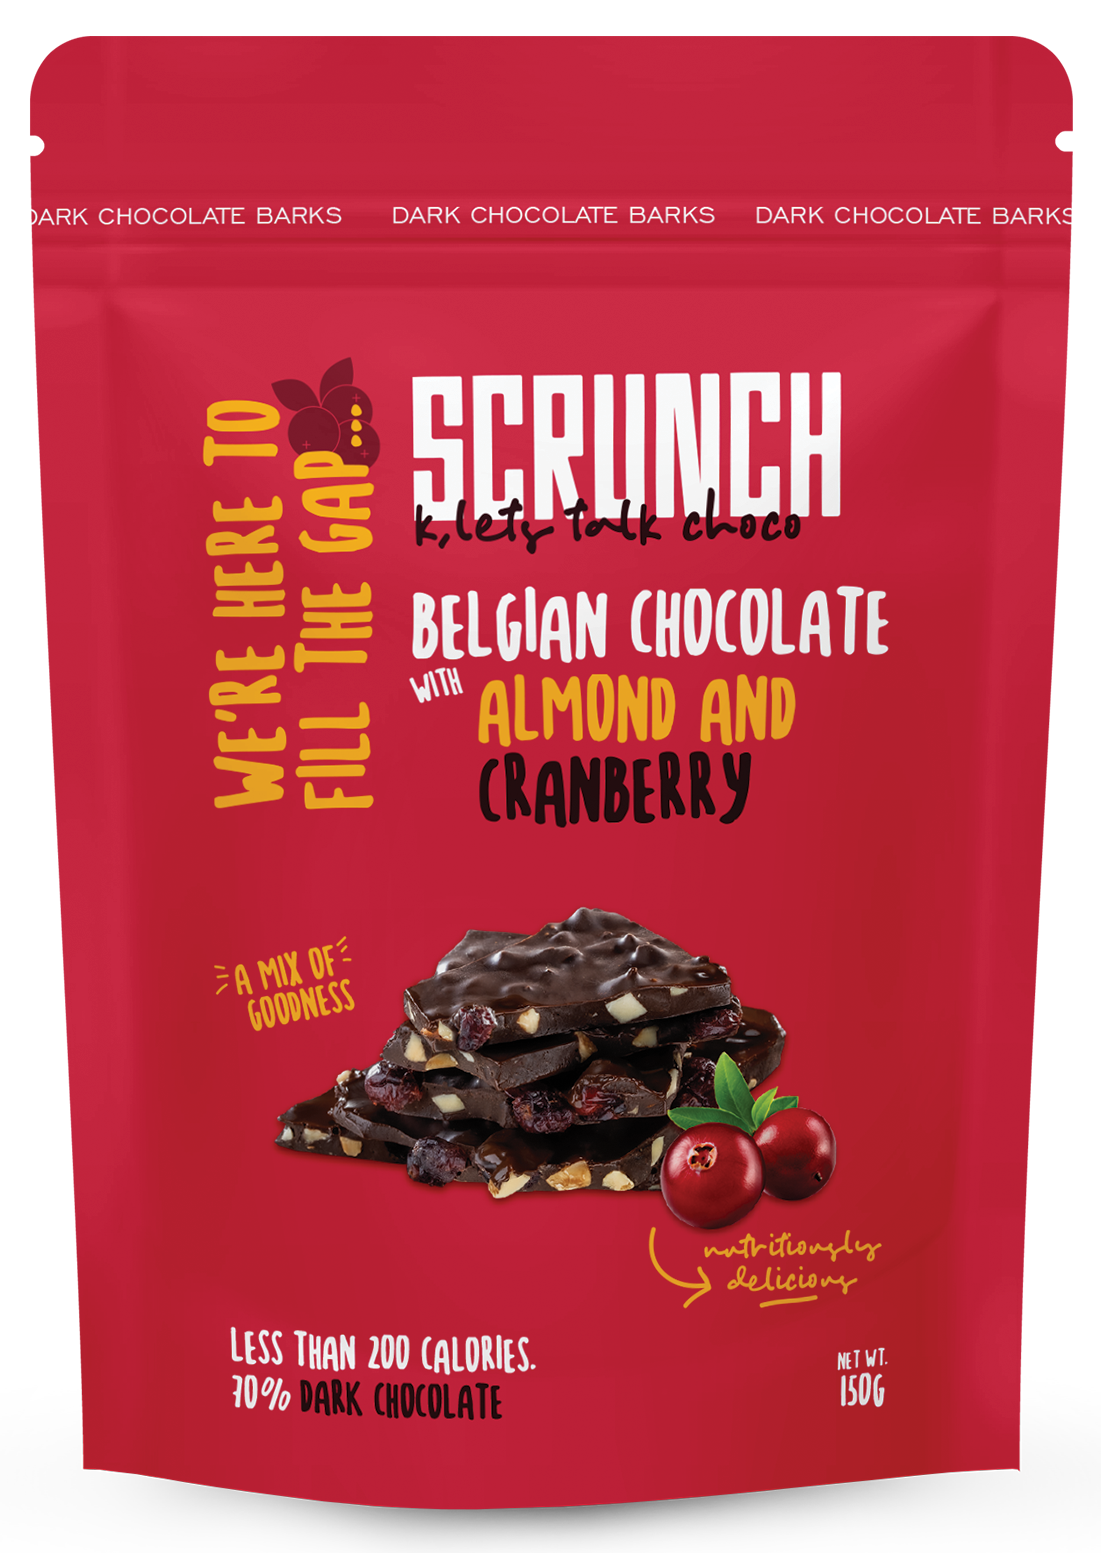 DARK CHOCOLATE BARKS DARK CHOCOLATE BARKS DARK CHOCOLATE BARKS
WE'RE HERE TO
FILL THE GAP...
SCRUNCH
k, lets talk choco
BELGIAN CHOCOLATE
WITH ALMOND AND
CRANBERRY
A MIX OF
GOODNESS
nutritiously
delicious
LESS THAN 200 CALORIES.
70% DARK CHOCOLATE
NET WT.
150G